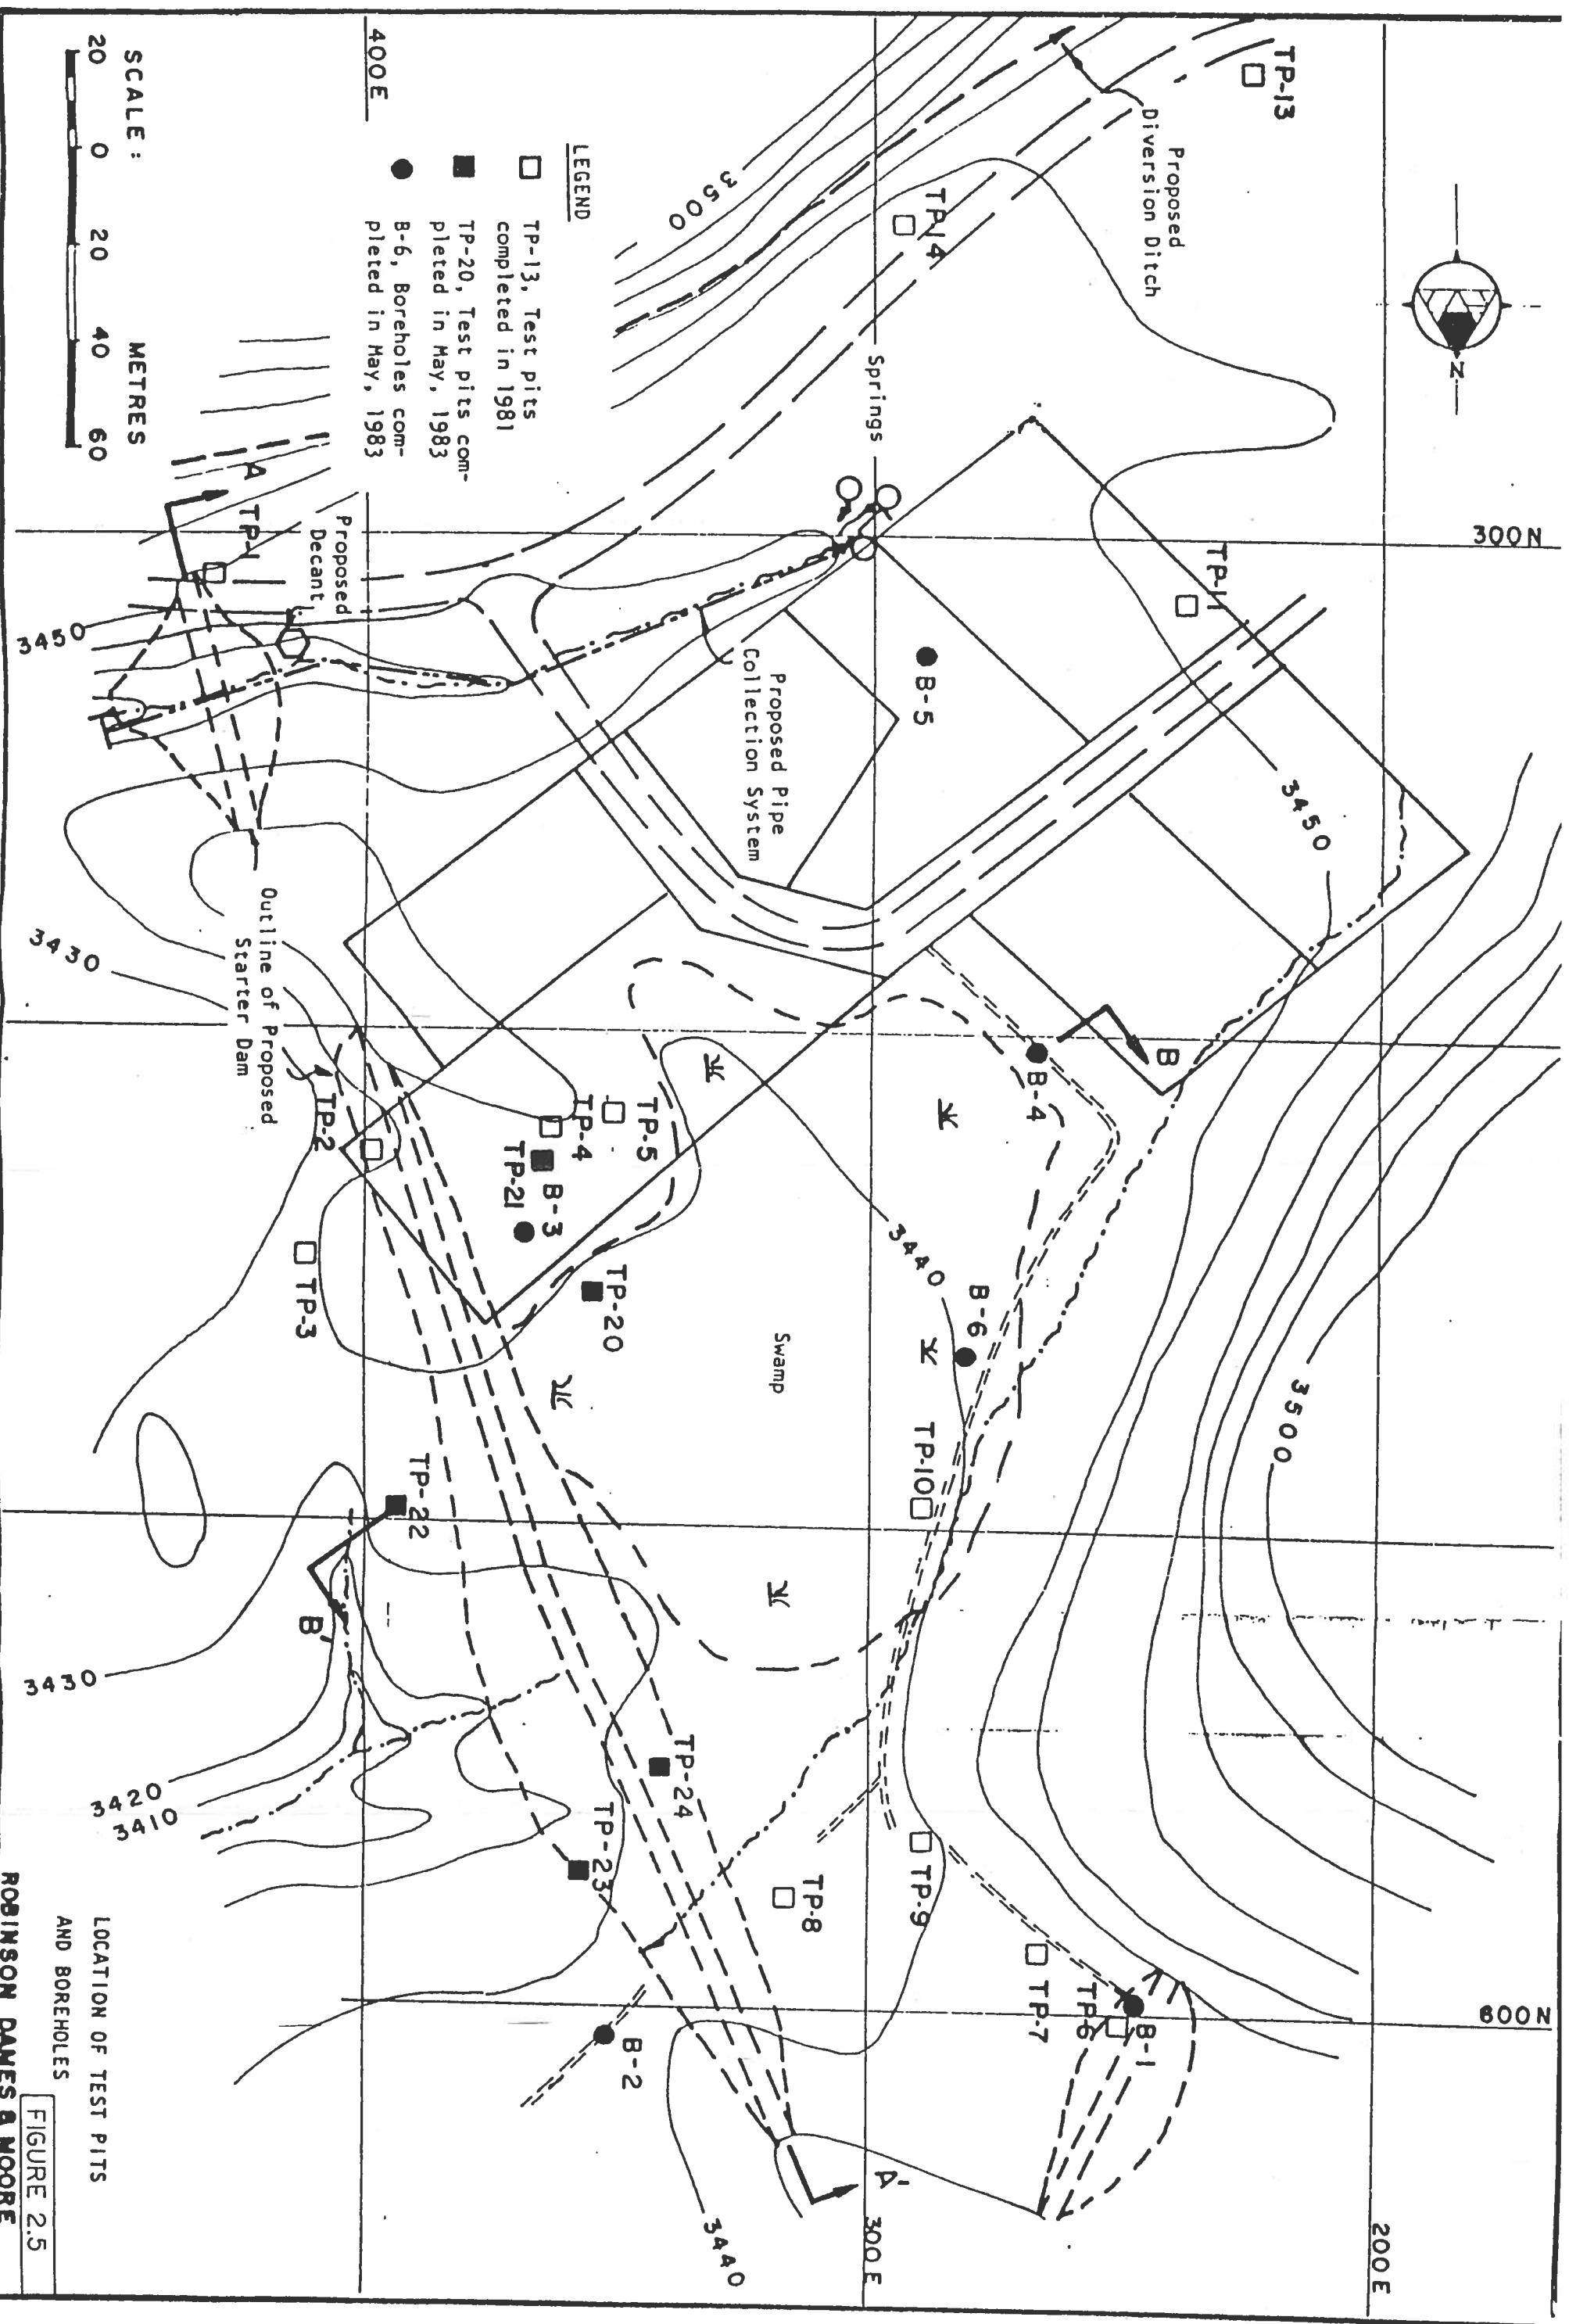 TP-13
Proposed
Diversion Ditch
N
TP-14
3500
400E
LEGEND
TP-13, Test pits
completed in 1981
TP-20, Test pits com-
pleted in May, 1983
B-6, Boreholes com-
pleted in May, 1983
SCALE :
METRES
20 0 20 40 60
Springs
300N
TP-11
B-5
Proposed Pipe
Collection System
A
TP-1
Proposed
Decant
3450
3450
3430
Outline of Proposed
Starter Dam
B
B-4
TP-5
TP-4
TP-2
TP-21
B-3
TP-3
TP-20
3440
B-6
Swamp
TP-10
3500
TP-22
B'
3430
3420
3410
TP-24
TP-23
TP-8
TP-9
TP-7
TP-6
B-1
600N
B-2
A'
3440
300E
200E
LOCATION OF TEST PITS
AND BOREHOLES
FIGURE 2.5
ROBINSON DAMES & MOORE